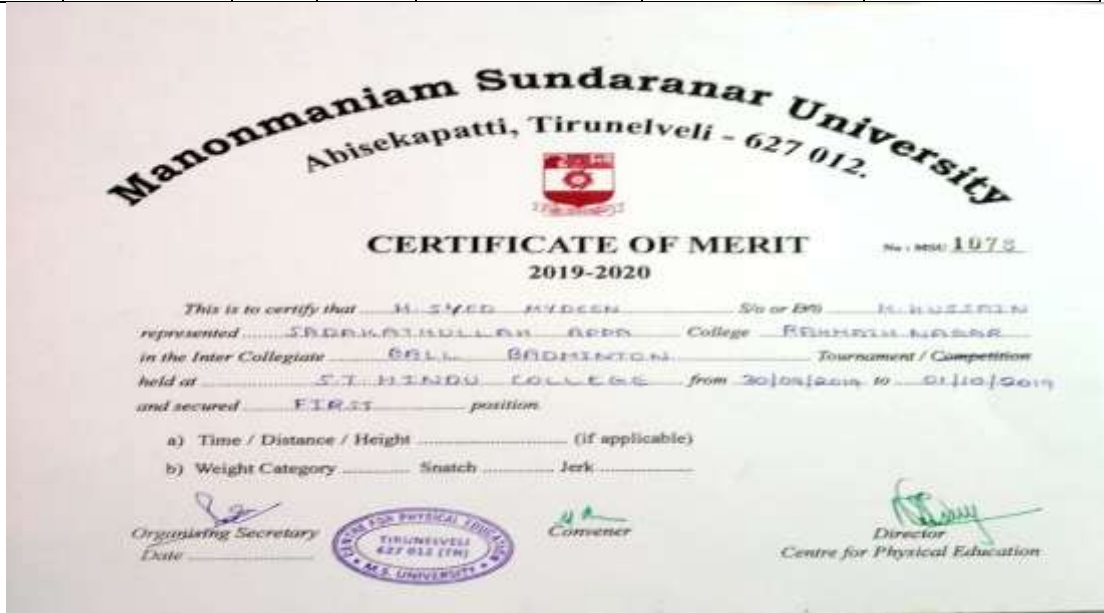 Manonmaniam Sundaranar University
Abisekapatti, Tirunelveli - 627 012.
CERTIFICATE OF MERIT
No : MSU 1078
2019-2020
This is to certify that M. SYED MYDEEN S/o or D/o M. HUSSAIN
represented SADAKATHULLAH APPA College RAHMATH NAGAR
in the Inter Collegiate BALL BADMINTON Tournament / Competition
held at S.T. HINDU COLLEGE from 30/09/2019 to 01/10/2019
and secured FIRST position.
a) Time / Distance / Height .......... (if applicable)
b) Weight Category .......... Snatch .......... Jerk ..........
Organising Secretary
Date ..........
CENTRE FOR PHYSICAL EDUCATION
TIRUNELVELI
627 012 (TN)
M.S. UNIVERSITY
Convener
Director
Centre for Physical Education